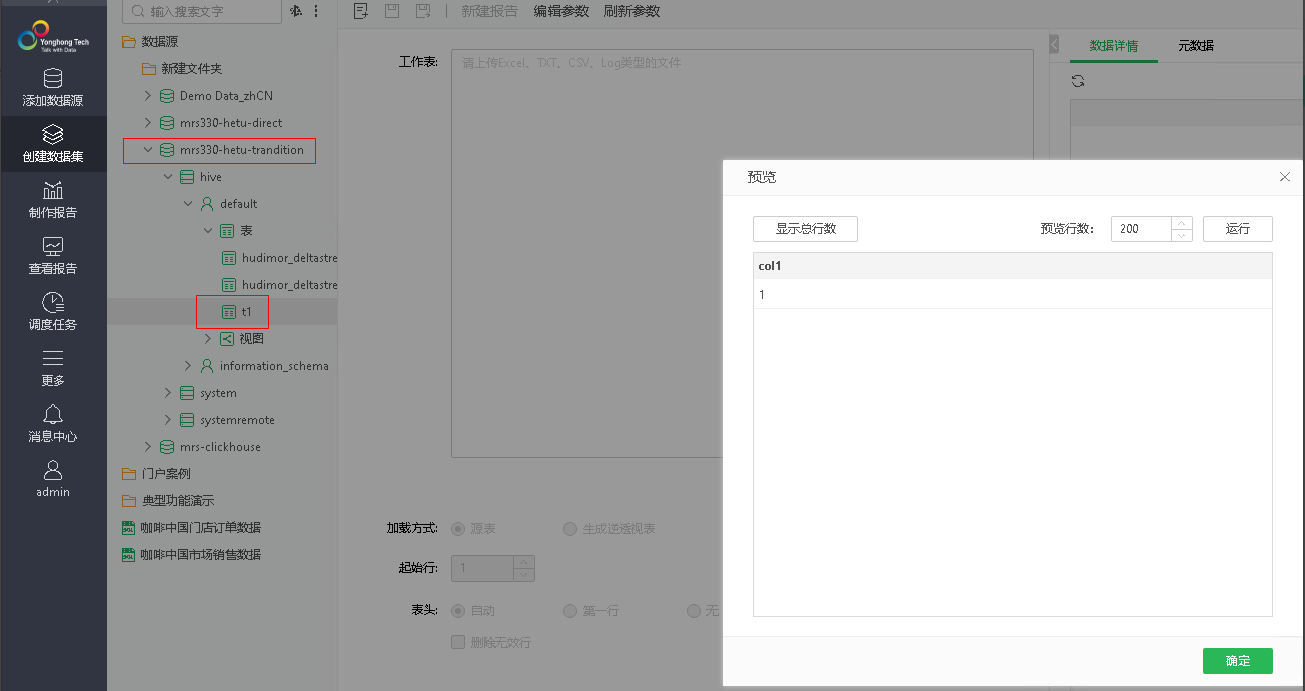 Yonghong Tech
Talk with Data
添加数据源
创建数据集
制作报告
查看报告
调度任务
更多
消息中心
admin
输入搜索文字
数据源
新建文件夹
Demo Data_zhCN
mrs330-hetu-direct
mrs330-hetu-trandition
hive
default
表
hudimor_deltastre
hudimor_deltastre
t1
视图
information_schema
system
systemremote
mrs-clickhouse
门户案例
典型功能演示
咖啡中国门店订单数据
咖啡中国市场销售数据
新建报告 编辑参数 刷新参数
工作表:
请上传Excel、TXT、CSV、Log类型的文件
加载方式: 源表 生成逆透视表
起始行: 1
表头: 自动 第一行 无
删除无效行
数据详情 元数据
预览
显示总行数 预览行数: 200 运行
col1
1
确定